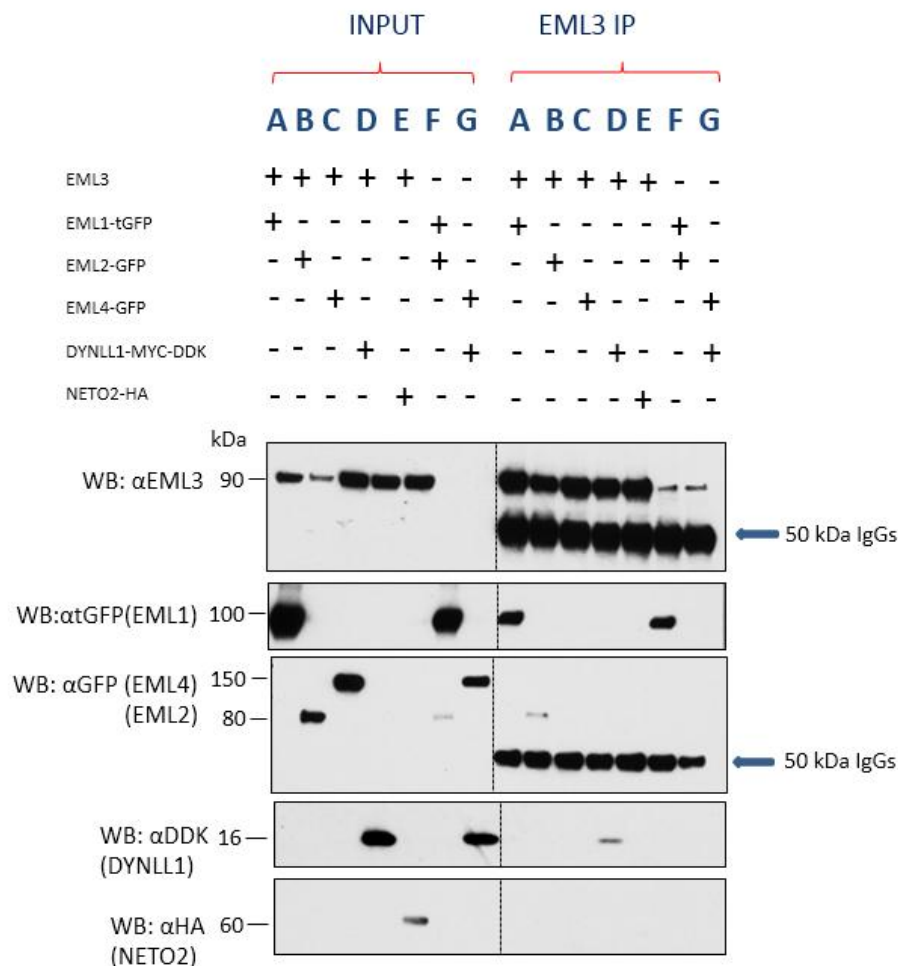 INPUT EML3 IP
A B C D E F G A B C D E F G
EML3 + + + + + - - + + + + + - -
EML1-tGFP + - - - - + - + - - - - + -
EML2-GFP - + - - - + - - + - - - + -
EML4-GFP - - + - - - + - - + - - - +
DYNLL1-MYC-DDK - - - + - - + - - - + - - +
NETO2-HA - - - - + - - - - - - + - -
kDa
WB: αEML3 90
50 kDa IgGs
WB:αtGFP(EML1) 100
WB: αGFP (EML4) 150
(EML2) 80
50 kDa IgGs
WB: αDDK 16
(DYNLL1)
WB: αHA 60
(NETO2)